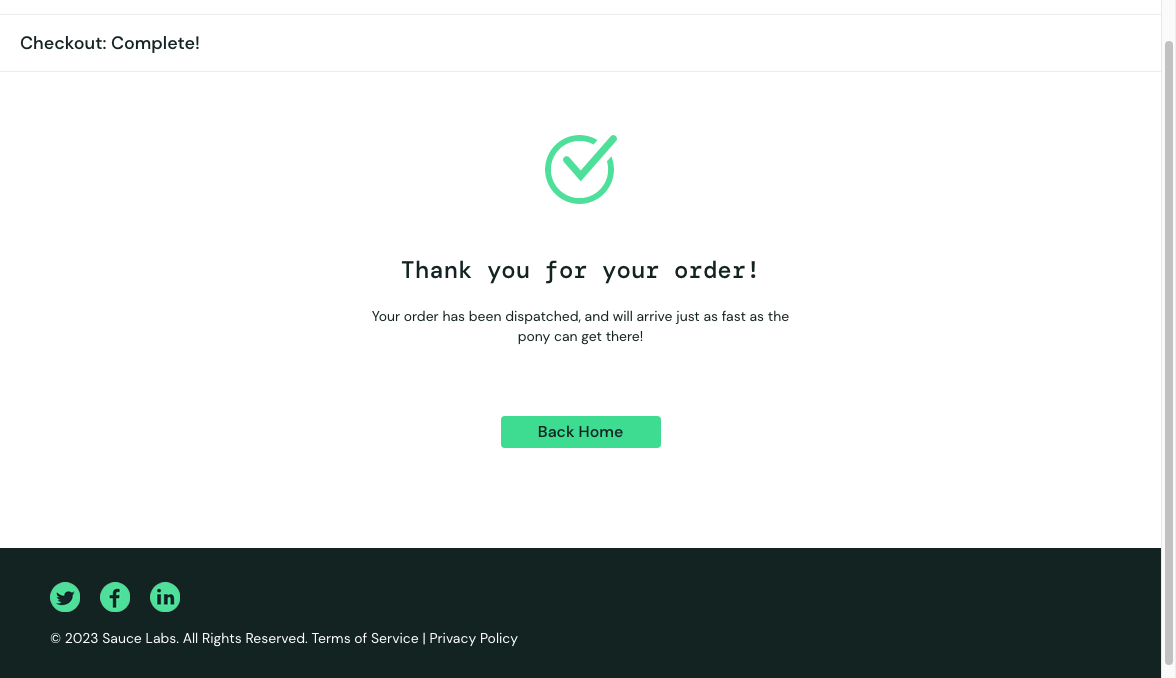 Checkout: Complete!
Thank you for your order!
Your order has been dispatched, and will arrive just as fast as the
pony can get there!
Back Home
© 2023 Sauce Labs. All Rights Reserved. Terms of Service | Privacy Policy